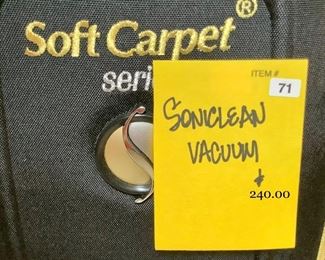 Soft Carpet®
seri
ITEM #
71
SONICLEAN
VACUUM
$
240.00